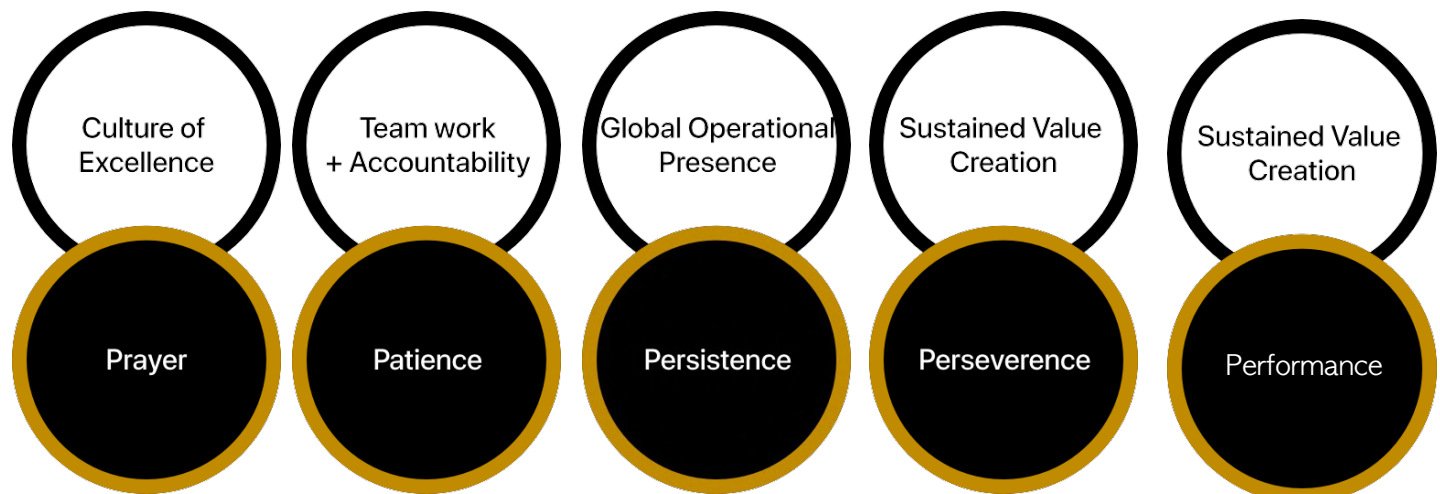 Culture of
Excellence
Team work
+ Accountability
Global Operational
Presence
Sustained Value
Creation
Sustained Value
Creation
Prayer
Patience
Persistence
Perseverence
Performance